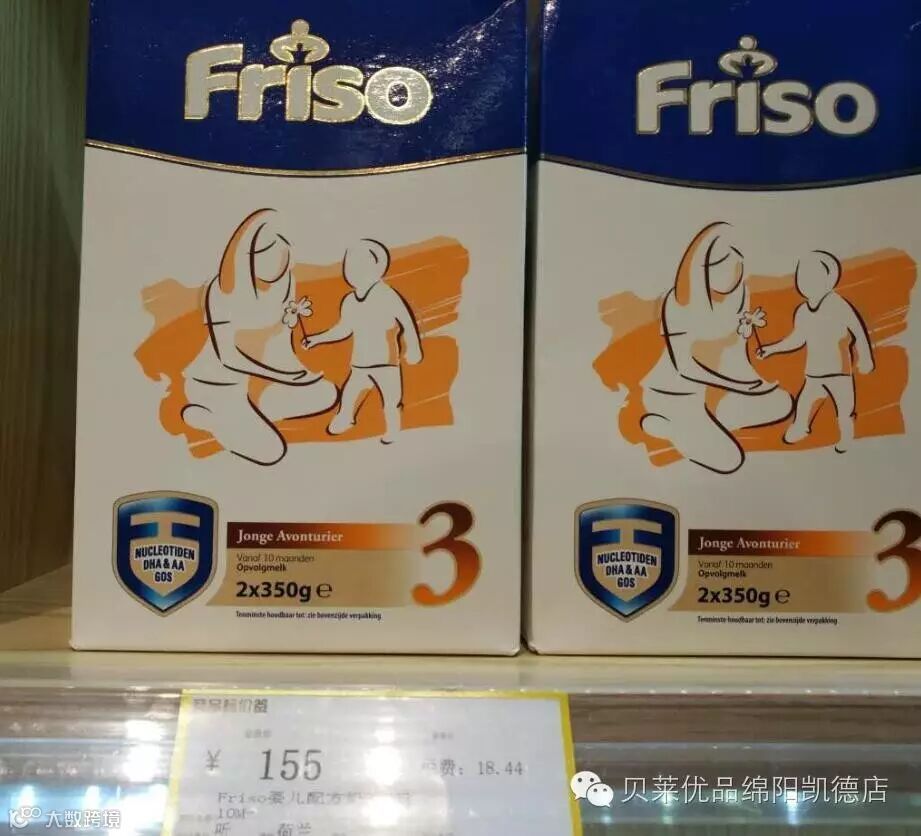 Friso
NUCLEOTIDEN
DHA & AA
GOS
Jonge Avonturier
Vanaf 10 maanden
Opvolgmelk
2x350g e
3
Tenminste houdbaar tot: zie bovenzijde verpakking
Friso
NUCLEOTIDEN
DHA & AA
GOS
Jonge Avonturier
Vanaf 10 maanden
Opvolgmelk
2x350g e
3
Tenminste houdbaar tot: zie bovenzijde verpakking
¥ 155
费: 18.44
Friso婴儿配方
10M-
听 荷兰
贝莱优品绵阳凯德店
大数跨境